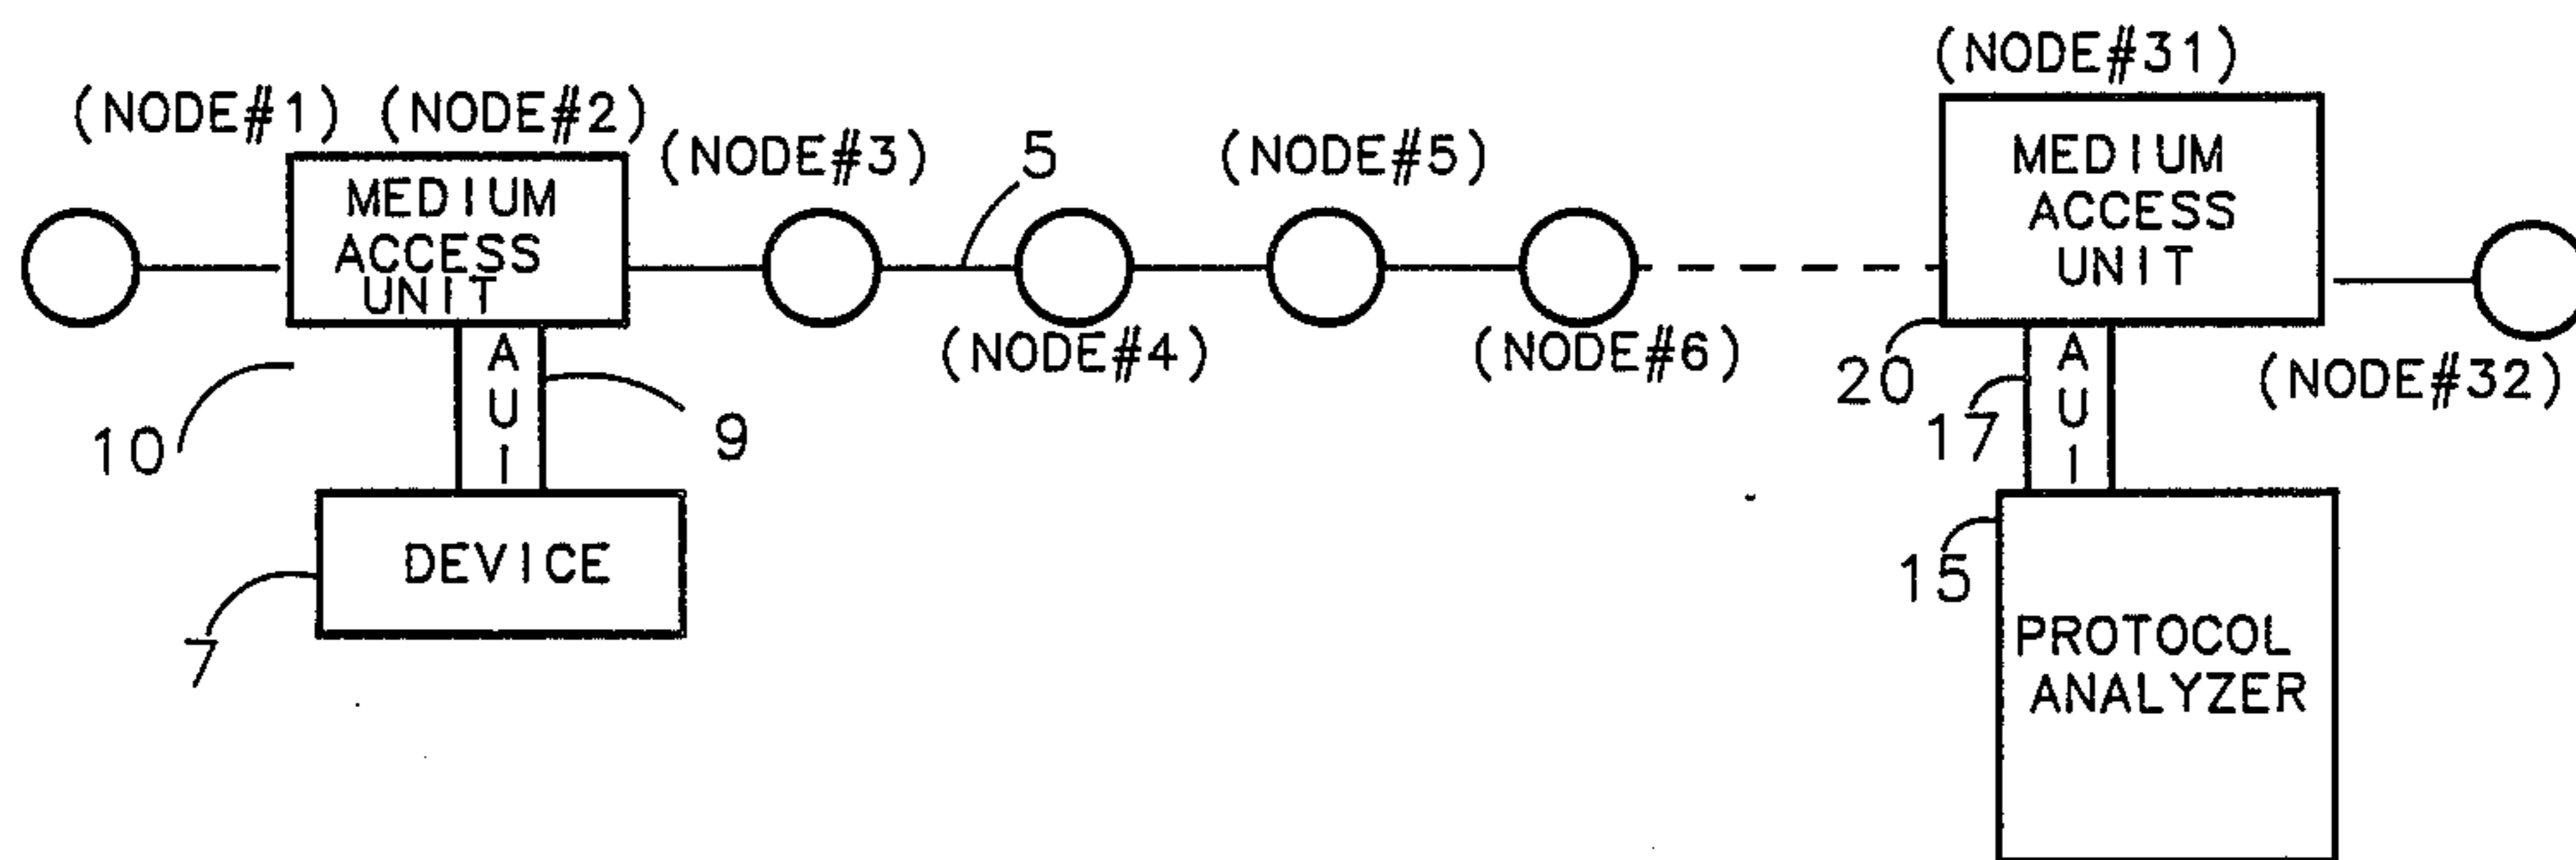 (NODE#1) (NODE#2)
(NODE#3)
5
(NODE#5)
(NODE#31)
MEDIUM
ACCESS
UNIT
MEDIUM
ACCESS
UNIT
(NODE#4)
(NODE#6)
20
(NODE#32)
10
A
U
I
9
17
A
U
I
7
DEVICE
15
PROTOCOL
ANALYZER